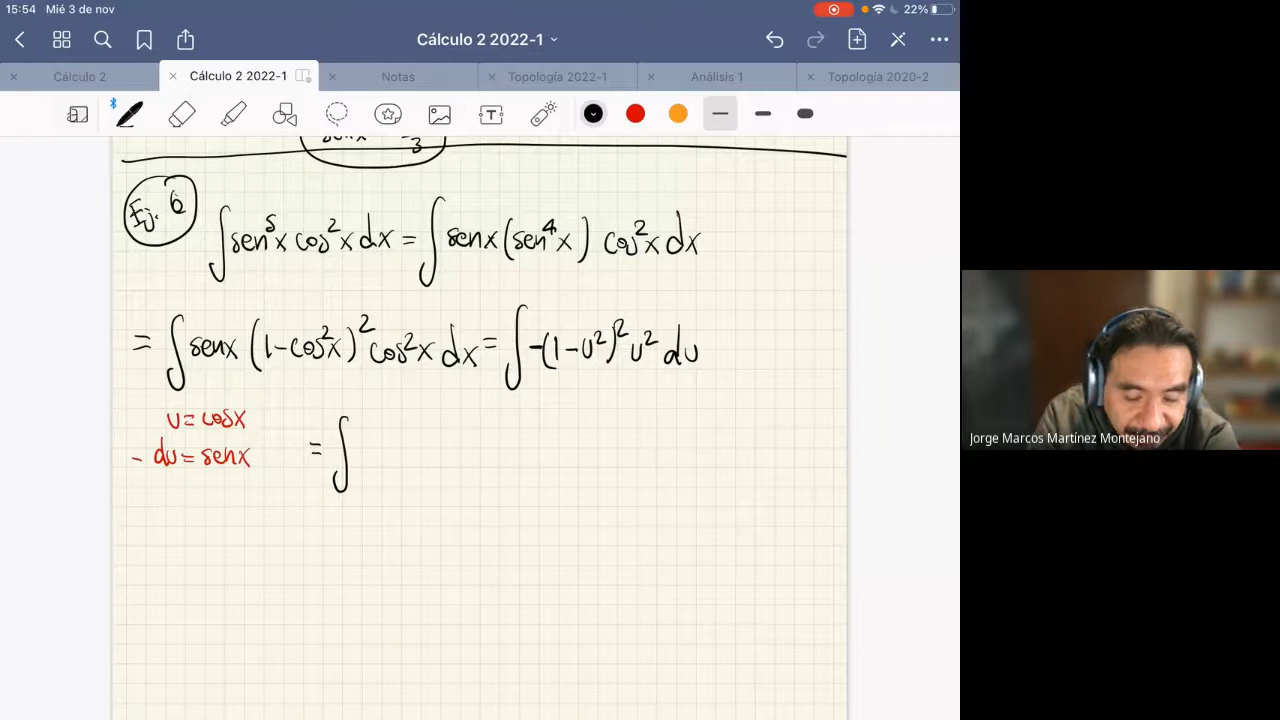 15:54 Mié 3 de nov
22%
Cálculo 2 2022-1
Cálculo 2
Cálculo 2 2022-1
Notas
Topología 2022-1
Análisis 1
Topología 2020-2
T
3
Ej. 6
∫sen⁵x cos²x dx = ∫senx(sen⁴x) cos²x dx
= ∫senx (1-cos²x)² cos²x dx = ∫-(1-u²)² u² du
u = cosx
- du = senx
= ∫
Jorge Marcos Martínez Montejano